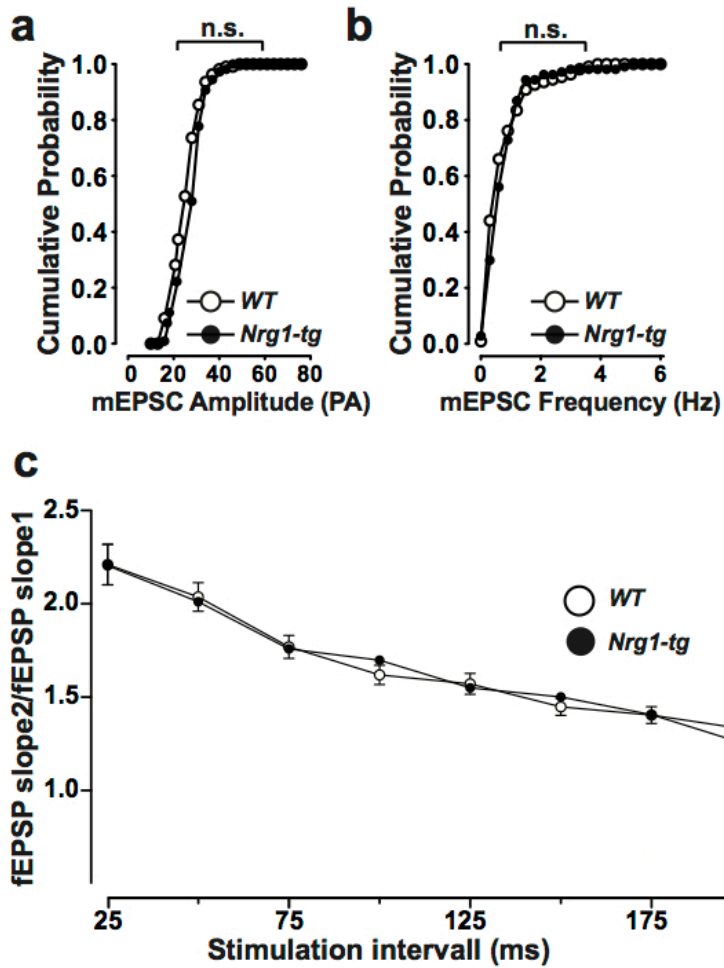 a
n.s.
Cumulative Probability
1.0
0.8
0.6
0.4
0.2
0.0
WT
Nrg1-tg
0 20 40 60 80
mEPSC Amplitude (PA)
b
n.s.
Cumulative Probability
1.0
0.8
0.6
0.4
0.2
0.0
WT
Nrg1-tg
0 2 4 6
mEPSC Frequency (Hz)
c
fEPSP slope2/fEPSP slope1
2.5
2.0
1.5
1.0
WT
Nrg1-tg
25 75 125 175
Stimulation intervall (ms)